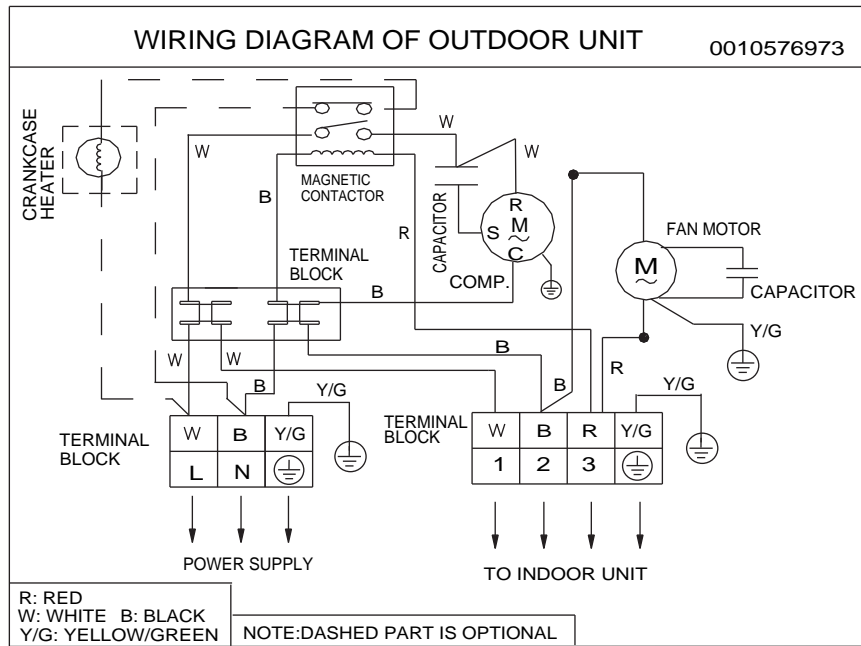 WIRING DIAGRAM OF OUTDOOR UNIT
0010576973
CRANKCASE
HEATER
W
B
MAGNETIC
CONTACTOR
R
W
W
CAPACITOR
R
M
S
C
COMP.
FAN MOTOR
M
CAPACITOR
Y/G
TERMINAL
BLOCK
B
W
W
B
Y/G
B
B
R
Y/G
TERMINAL
BLOCK
W B Y/G
L N
TERMINAL
BLOCK
W B R Y/G
1 2 3
POWER SUPPLY
TO INDOOR UNIT
R: RED
W: WHITE B: BLACK
Y/G: YELLOW/GREEN
NOTE:DASHED PART IS OPTIONAL